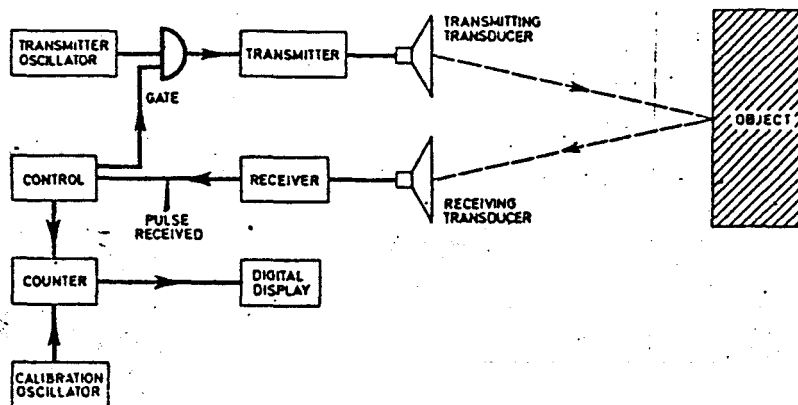 TRANSMITTER
OSCILLATOR
GATE
TRANSMITTER
TRANSMITTING
TRANSDUCER
OBJECT
CONTROL
PULSE
RECEIVED
RECEIVER
RECEIVING
TRANSDUCER
COUNTER
DIGITAL
DISPLAY
CALIBRATION
OSCILLATOR